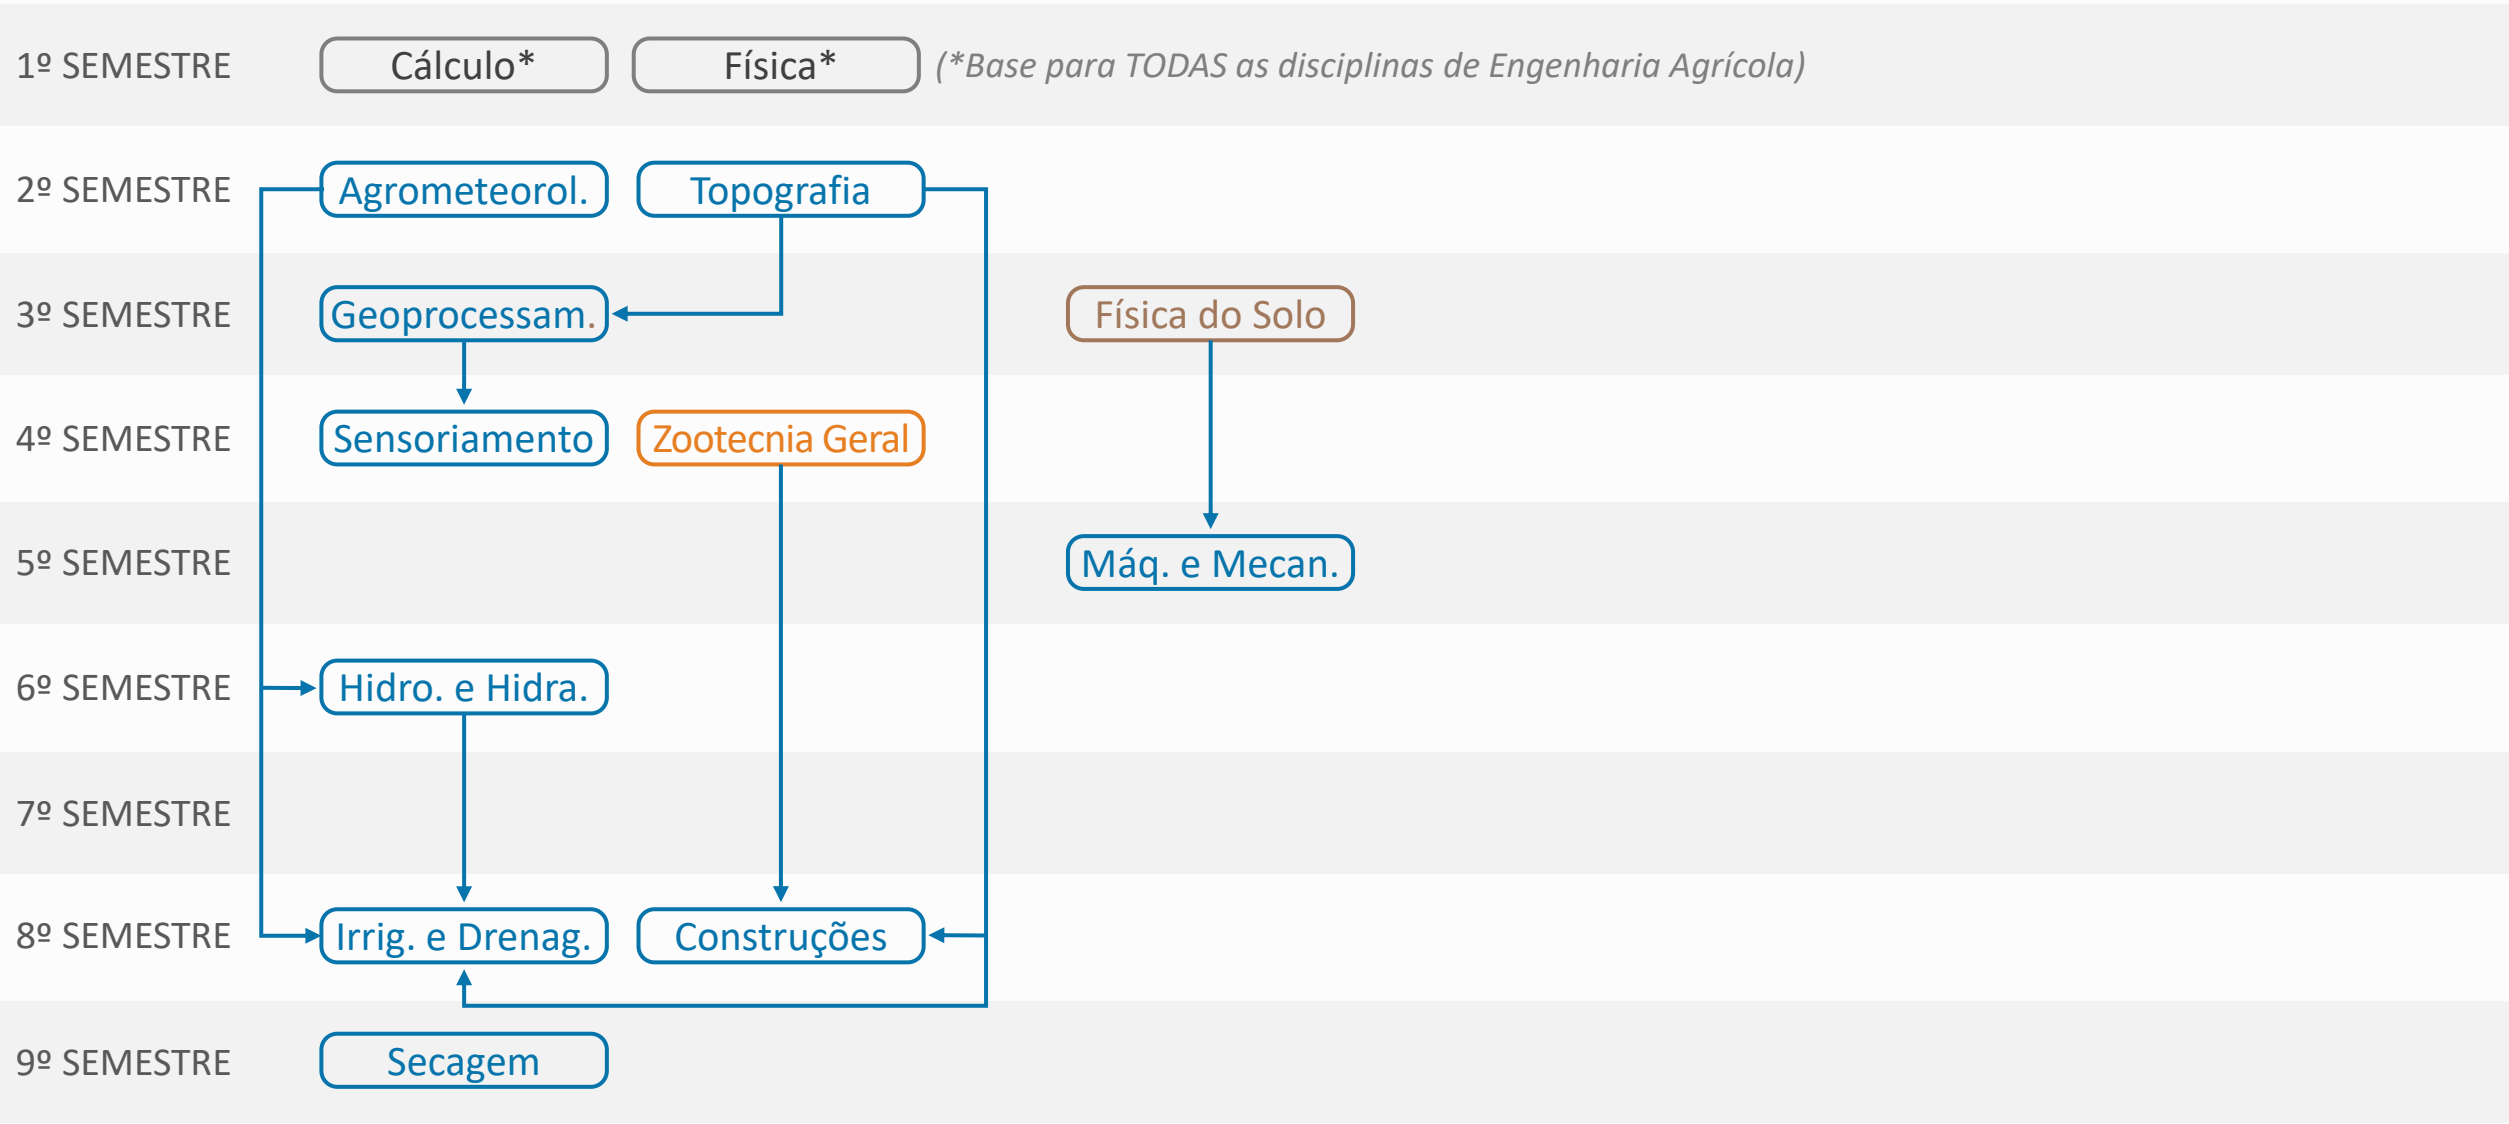 1º SEMESTRE
Cálculo*
Física*
(*Base para TODAS as disciplinas de Engenharia Agrícola)
2º SEMESTRE
Agrometeorol.
Topografia
3º SEMESTRE
Geoprocessam.
Física do Solo
4º SEMESTRE
Sensoriamento
Zootecnia Geral
5º SEMESTRE
Máq. e Mecan.
6º SEMESTRE
Hidro. e Hidra.
7º SEMESTRE
8º SEMESTRE
Irrig. e Drenag.
Construções
9º SEMESTRE
Secagem